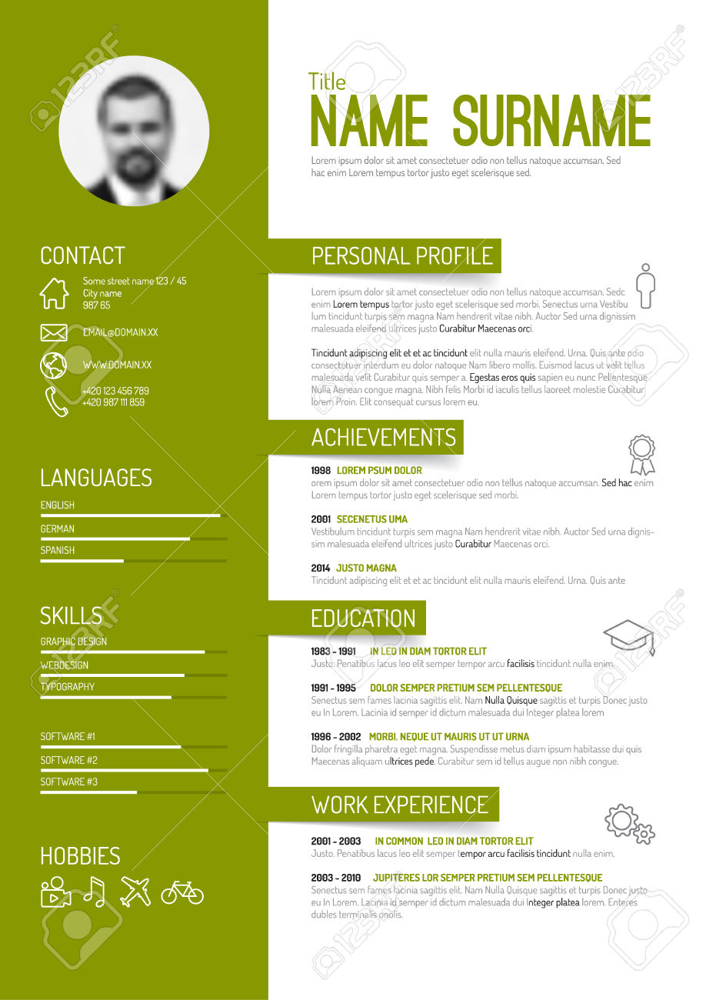 Title
NAME SURNAME
Lorem ipsum dolor sit amet, consectetuer iaculis odio no tellus natoque accumsan. Sed
hac enim Lorem tempus tortor justo eget scelerisque sed.
CONTACT
Some street name 123 / 45
City name
987 65
EMAIL@DOMAIN.XX
WWW.DOMAIN.XX
+420 123 456 789
+420 987 111 859
LANGUAGES
ENGLISH
GERMAN
SPANISH
SKILLS
GRAPHIC DESIGN
WEBDESIGN
TYPOGRAPHY
SOFTWARE #1
SOFTWARE #2
SOFTWARE #3
HOBBIES
PERSONAL PROFILE
Lorem ipsum dolor sit amet, consectetuer iaculis odio no tellus natoque accumsan. Sedc
enim Lorem tempus tortor justo eget scelerisque sed morbi. Senectus urna Vestibu
lum tincidunt turpis sem magna Nam hendrerit vitae nibh. Auctor Sed urna dignissim
malesuada eleifend ultrices justo Curabitur Maecenas orci.
Tincidunt adipiscing elit et et ac tincidunt elit nulla mauris eleifend. Urna. Quis ante odio
consectetuer interdum eu dictum nulla mauris Nam libero mollis. Euismod lacus ut velit tellus
malesuada velit Curabitur quis semper a. Egestas eros quis sapien eu nunc Pellentesque
Nulla Aenean congue magna. Nibh felis Morbi id iaculis tellus laoreet molestie Curabitur
lorem Proin. Elit consequat cursus lorem eu.
ACHIEVEMENTS
1998 LOREM PSUM DOLOR
orem ipsum dolor sit amet, consectetuer iaculis odio no tellus natoque accumsan. Sed hac enim
Lorem tempus tortor justo eget scelerisque sed morbi.
2001 SECENETUS UMA
Vestibulum tincidunt turpis sem magna Nam hendrerit vitae nibh. Auctor Sed urna dignis-
sim malesuada eleifend ultrices justo Curabitur Maecenas orci.
2014 JUSTO MAGNA
Tincidunt adipiscing elit et et ac tincidunt elit nulla mauris eleifend. Urna. Quis ante
EDUCATION
1983 - 1991 IN LEO IN DIAM TORTOR ELIT
Justo. Penatibus lacus leo elit semper tempor arcu facilisis tincidunt nulla enim.
1991 - 1995 DOLOR SEMPER PRETIUM SEM PELLENTESQUE
Senectus sem fames lacinia sagittis elit. Nam Nulla Quisque sagittis et turpis Donec justo
eu lorem. Lacinia id semper id dictum malesuada dui Integer platea lorem
1996 - 2002 MORBI. NEQUE UT MAURIS UT UT URNA
Dolor fringilla pharetra eget magna. Suspendisse metus diam ipsum habitasse dui quis
Maecenas aliquam ultrices pede. Curabitur sem tellus augue non nibh congue.
WORK EXPERIENCE
2001 - 2003 IN COMMON LEO IN DIAM TORTOR ELIT
Justo. Penatibus lacus leo elit semper tempor arcu facilisis tincidunt nulla enim.
2003 - 2010 JUPITERES LOR SEMPER PRETIUM SEM PELLENTESQUE
Senectus sem fames lacinia sagittis elit. Nam Nulla Quisque sagittis et turpis Donec justo
eu lorem. Lacinia id semper id dictum malesuada dui Integer platea lorem. Enteres
dubles terminalis onolis.
123RF
123RF
123RF
123RF
123RF
123RF